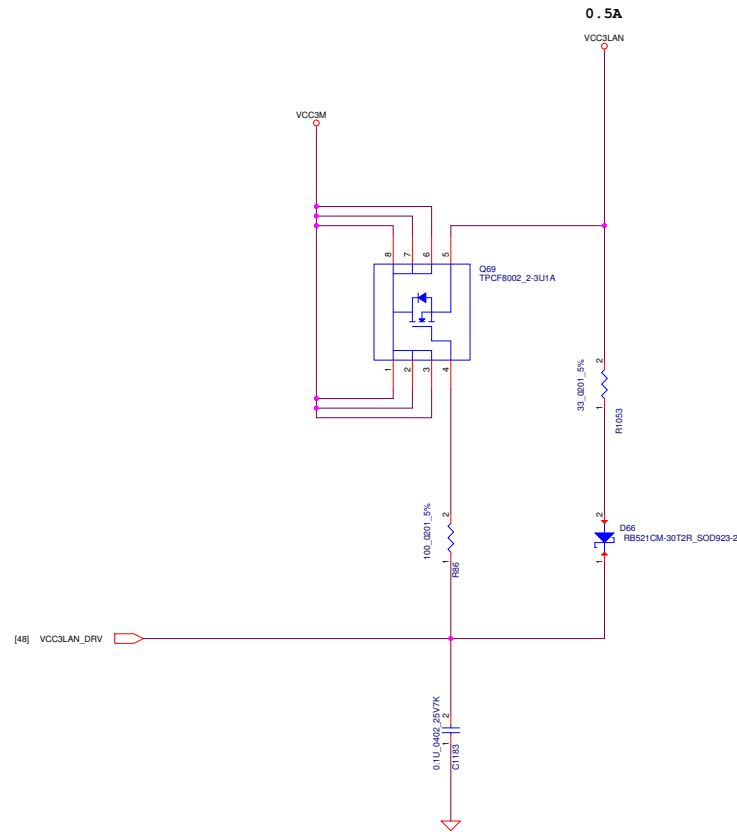 0.5A
VCC3LAN
VCC3M
8
7
6
5
Q69
TPCF8002_2-3U1A
1
2
3
4
33_0201_5%
2
1
R1053
100_0201_5%
2
1
R86
2
D66
RB521CM-30T2R_SOD923-2
1
[48] VCC3LAN_DRV
0.1U_0402_25V7K
2
1
C1183